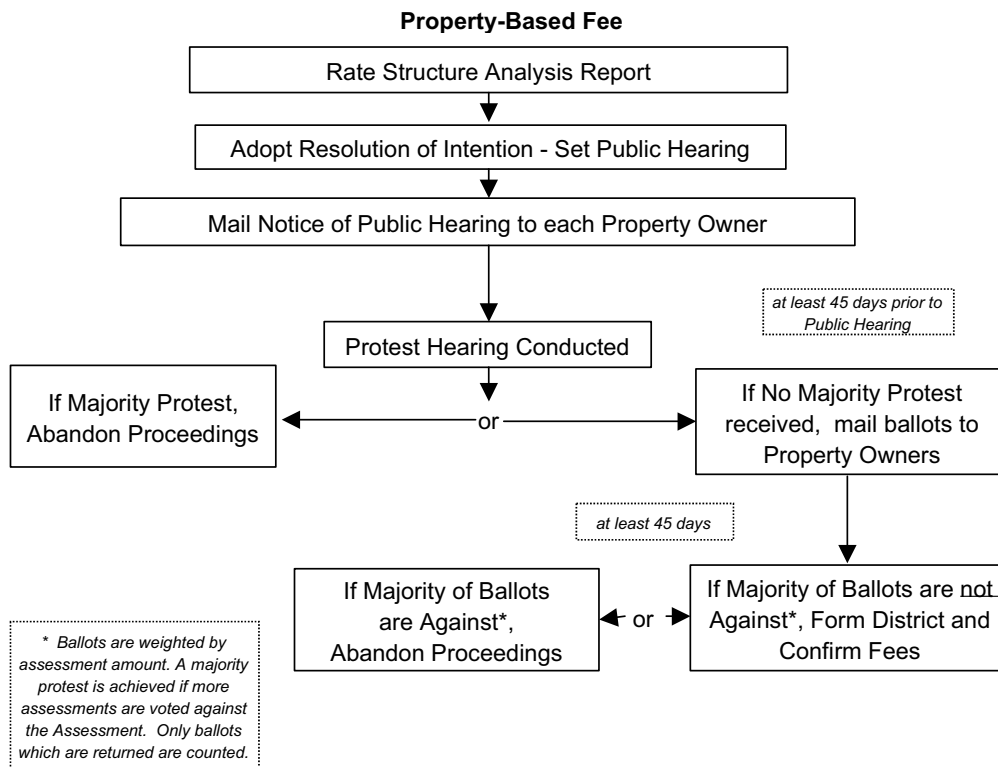 Property-Based Fee
Rate Structure Analysis Report
Adopt Resolution of Intention - Set Public Hearing
Mail Notice of Public Hearing to each Property Owner
at least 45 days prior to
Public Hearing
Protest Hearing Conducted
If Majority Protest,
Abandon Proceedings
or
If No Majority Protest
received, mail ballots to
Property Owners
at least 45 days
If Majority of Ballots
are Against*,
Abandon Proceedings
or
If Majority of Ballots are not
Against*, Form District and
Confirm Fees
* Ballots are weighted by
assessment amount. A majority
protest is achieved if more
assessments are voted against
the Assessment. Only ballots
which are returned are counted.